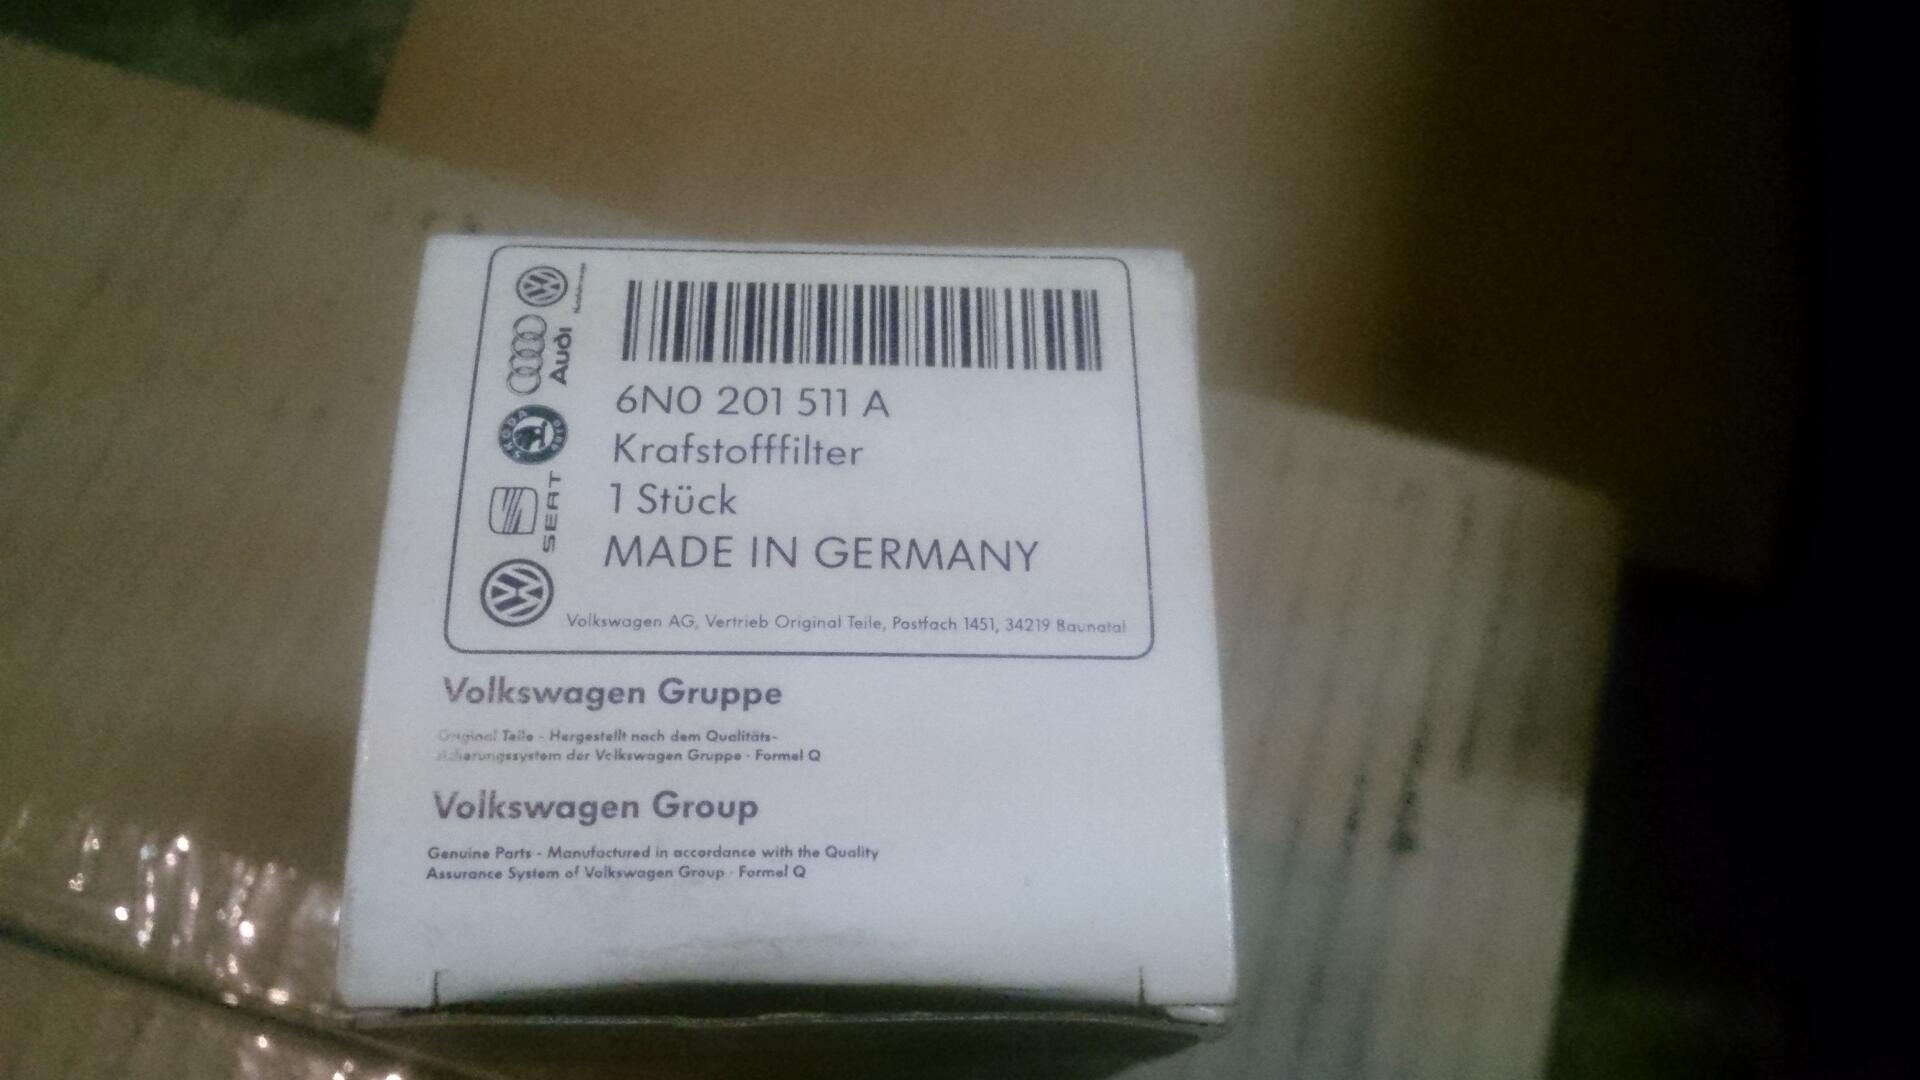 6N0 201 511 A
Krafstofffilter
1 Stück
MADE IN GERMANY
Audi
SKODA
AUTO
SEAT
Volkswagen AG, Vertrieb Original Teile, Postfach 1451, 34219 Baunatal
Volkswagen Gruppe
Original Teile - Hergestellt nach dem Qualitäts-
sicherungssystem der Volkswagen Gruppe - Formel Q
Volkswagen Group
Genuine Parts - Manufactured in accordance with the Quality
Assurance System of Volkswagen Group - Formel Q